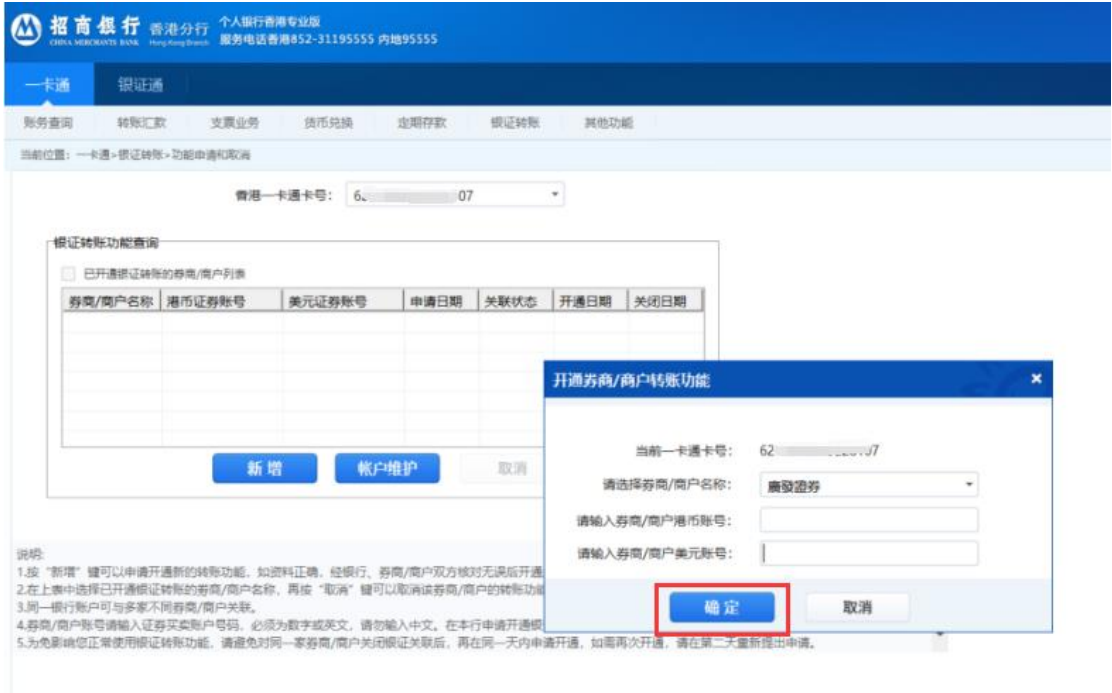 招商银行 香港分行 个人银行香港专业版
CHINA MERCHANTS BANK Hong Kong Branch 服务电话香港852-31195555 内地95555
一卡通 银证通
账务查询 转账汇款 支票业务 货币兑换 定期存款 银证转账 其他功能
当前位置：一卡通>银证转账>功能申请和取消
香港一卡通卡号： 07
银证转账功能查询
已开通银证转账的券商/商户列表
券商/商户名称 港币证券账号 美元证券账号 申请日期 关联状态 开通日期 关闭日期
新增 帐户维护 取消
开通券商/商户转账功能
当前一卡通卡号： 62
请选择券商/商户名称： 廣發證券
请输入券商/商户港币账号：
请输入券商/商户美元账号：
确定 取消
说明:
1.按“新增”键可以申请开通新的转账功能，如资料正确，经银行、券商/商户双方核对无误后开通
2.在上表中选择已开通银证转账的券商/商户名称，再按“取消”键可以取消该券商/商户的转账功能
3.同一银行账户可与多家不同券商/商户关联。
4.券商/商户账号请输入证券买卖账户号码，必须为数字或英文，请勿输入中文。在本行申请开通银
5.为免影响您正常使用银证转账功能，请避免对同一家券商/商户关闭银证关联后，再在同一天内申请开通，如需再次开通，请在第二天重新提出申请。